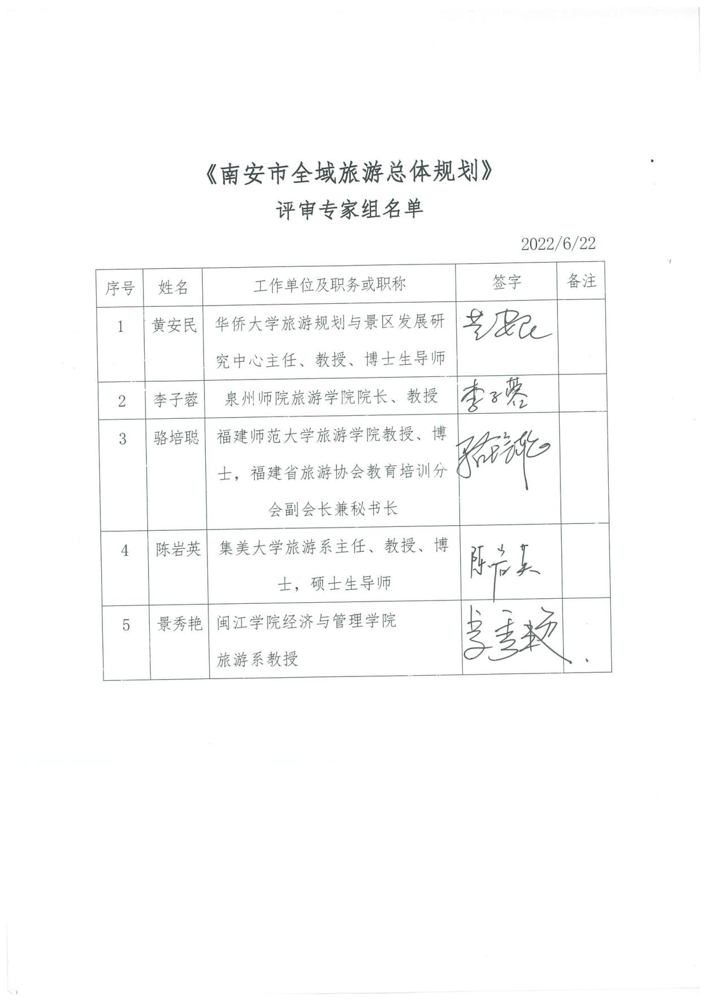 《南安市全域旅游总体规划》
评审专家组名单
2022/6/22
序号 姓名 工作单位及职务或职称 签字 备注
1 黄安民 华侨大学旅游规划与景区发展研 黄安民
究中心主任、教授、博士生导师
2 李子蓉 泉州师院旅游学院院长、教授 李子蓉
3 骆培聪 福建师范大学旅游学院教授、博 骆培聪
士，福建省旅游协会教育培训分
会副会长兼秘书长
4 陈岩英 集美大学旅游系主任、教授、博 陈岩英
士，硕士生导师
5 景秀艳 闽江学院经济与管理学院 景秀艳
旅游系教授